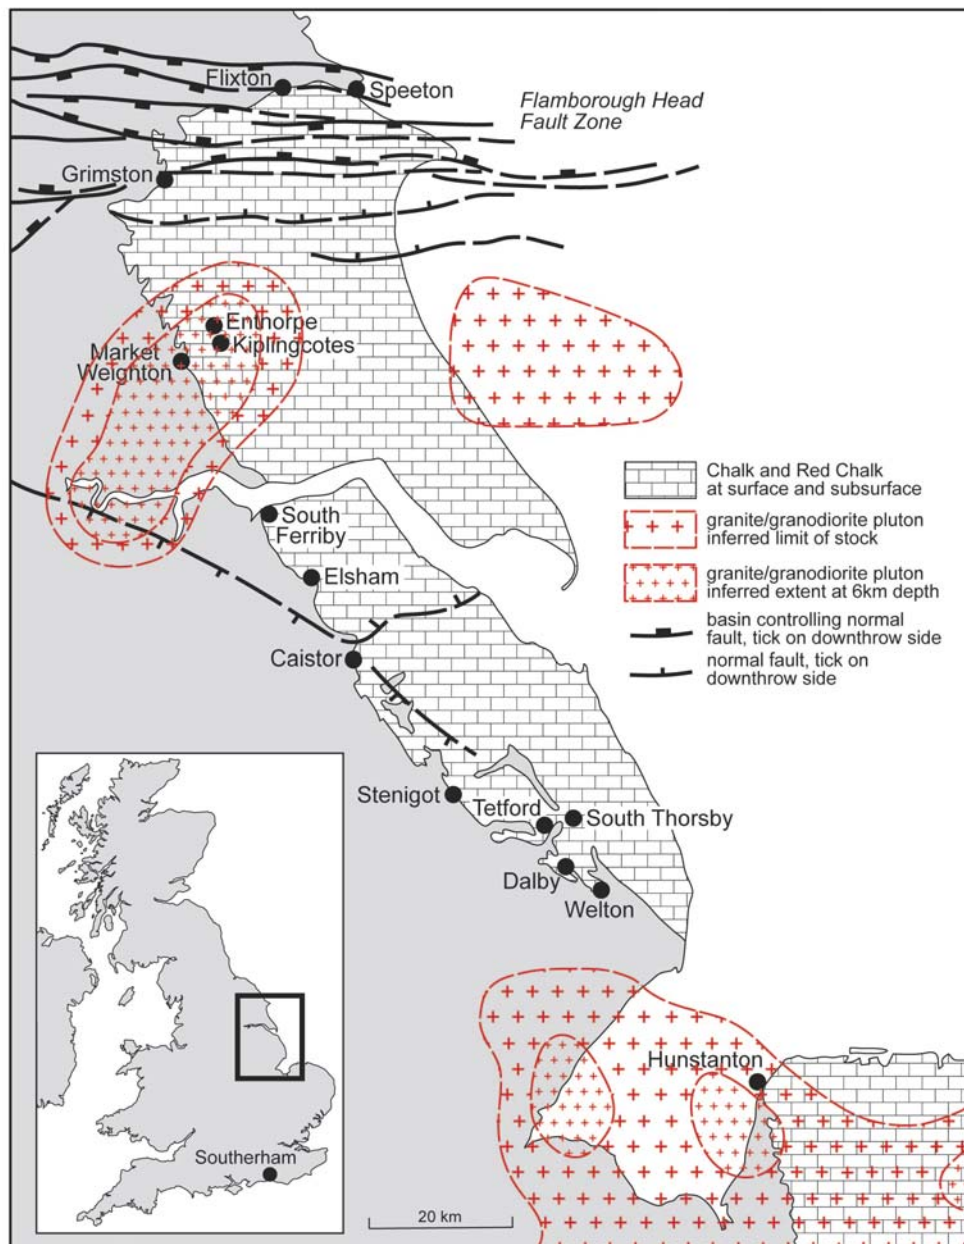 Flixton
Speeton
Flamborough Head
Fault Zone
Grimston
Enthorpe
Kiplingcotes
Market
Weighton
Chalk and Red Chalk
at surface and subsurface
granite/granodiorite pluton
inferred limit of stock
granite/granodiorite pluton
inferred extent at 6km depth
basin controlling normal
fault, tick on downthrow side
normal fault, tick on
downthrow side
South
Ferriby
Elsham
Caistor
Stenigot
Tetford
South Thorsby
Dalby
Welton
Hunstanton
Southerham
20 km